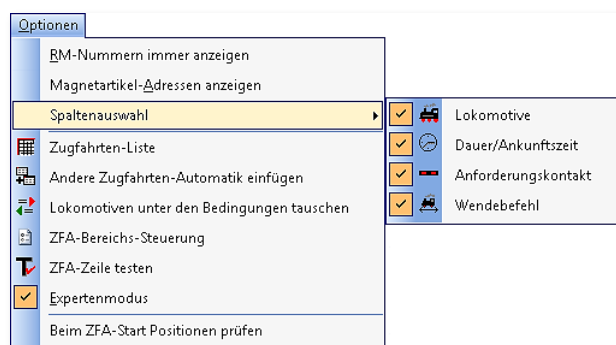 Optionen
RM-Nummern immer anzeigen
Magnetartikel-Adressen anzeigen
Spaltenauswahl
Lokomotive
Dauer/Ankunftszeit
Anforderungskontakt
Wendebefehl
Zugfahrten-Liste
Andere Zugfahrten-Automatik einfügen
Lokomotiven unter den Bedingungen tauschen
ZFA-Bereichs-Steuerung
ZFA-Zeile testen
Expertenmodus
Beim ZFA-Start Positionen prüfen